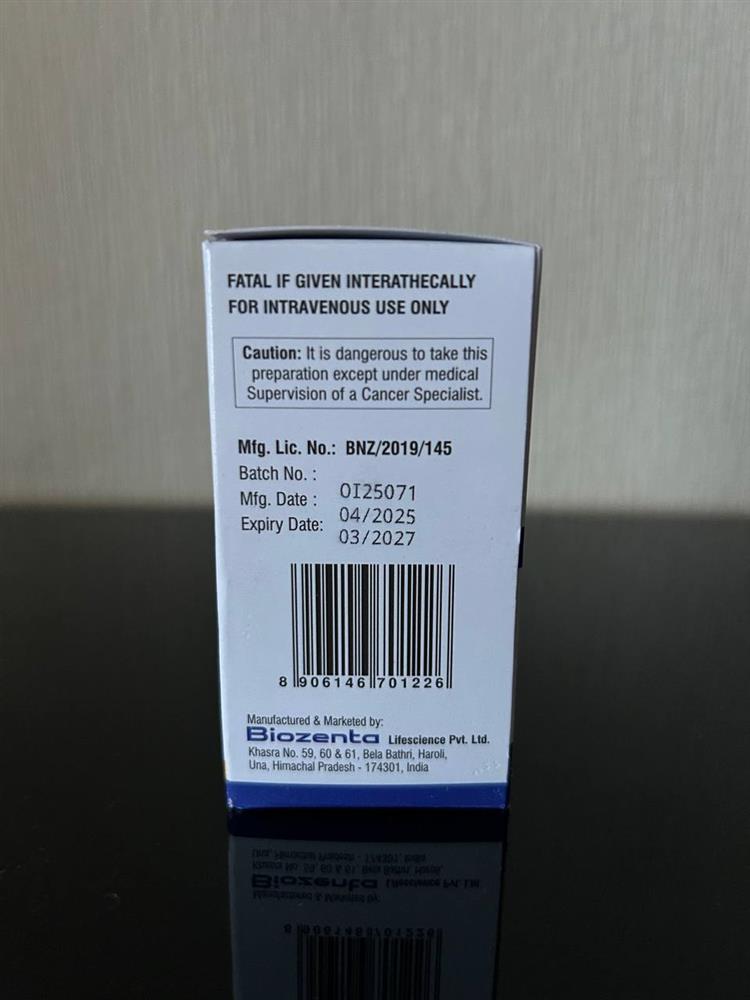 FATAL IF GIVEN INTERATHECALLY
FOR INTRAVENOUS USE ONLY
Caution: It is dangerous to take this
preparation except under medical
Supervision of a Cancer Specialist.
Mfg. Lic. No.: BNZ/2019/145
Batch No. : OI25071
Mfg. Date : 04/2025
Expiry Date: 03/2027
8 906146 701226
Manufactured & Marketed by:
Biozenta Lifescience Pvt. Ltd.
Khasra No. 59, 60 & 61, Bela Bathri, Haroli,
Una, Himachal Pradesh - 174301, India